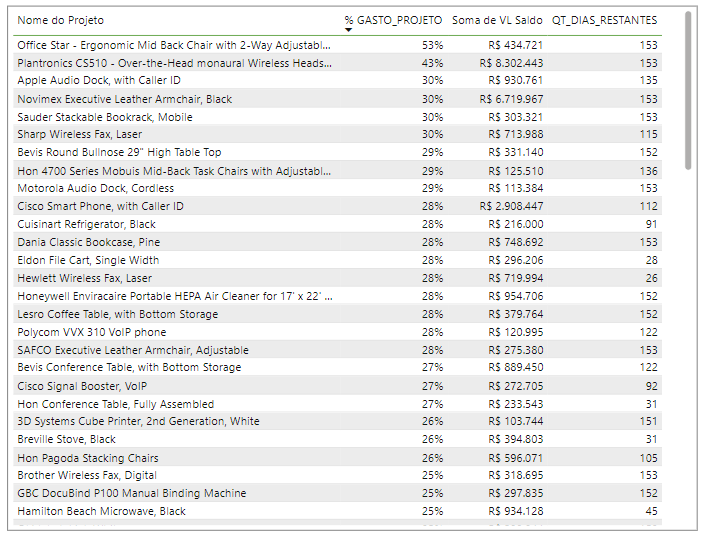 Nome do Projeto % GASTO_PROJETO Soma de VL Saldo QT_DIAS_RESTANTES
Office Star - Ergonomic Mid Back Chair with 2-Way Adjustabl... 53% R$ 434.721 153
Plantronics CS510 - Over-the-Head monaural Wireless Heads... 43% R$ 8.302.443 153
Apple Audio Dock, with Caller ID 30% R$ 930.761 135
Novimex Executive Leather Armchair, Black 30% R$ 6.719.967 153
Sauder Stackable Bookrack, Mobile 30% R$ 303.321 153
Sharp Wireless Fax, Laser 30% R$ 713.988 115
Bevis Round Bullnose 29" High Table Top 29% R$ 331.140 152
Hon 4700 Series Mobuis Mid-Back Task Chairs with Adjustabl... 29% R$ 125.510 136
Motorola Audio Dock, Cordless 29% R$ 113.384 153
Cisco Smart Phone, with Caller ID 28% R$ 2.908.447 112
Cuisinart Refrigerator, Black 28% R$ 216.000 91
Dania Classic Bookcase, Pine 28% R$ 748.692 153
Eldon File Cart, Single Width 28% R$ 296.206 28
Hewlett Wireless Fax, Laser 28% R$ 719.994 26
Honeywell Enviracaire Portable HEPA Air Cleaner for 17' x 22' ... 28% R$ 954.706 152
Lesro Coffee Table, with Bottom Storage 28% R$ 379.764 152
Polycom VVX 310 VoIP phone 28% R$ 120.995 122
SAFCO Executive Leather Armchair, Adjustable 28% R$ 275.380 153
Bevis Conference Table, with Bottom Storage 27% R$ 889.450 122
Cisco Signal Booster, VoIP 27% R$ 272.705 92
Hon Conference Table, Fully Assembled 27% R$ 233.543 31
3D Systems Cube Printer, 2nd Generation, White 26% R$ 103.744 151
Breville Stove, Black 26% R$ 394.803 31
Hon Pagoda Stacking Chairs 26% R$ 596.071 105
Brother Wireless Fax, Digital 25% R$ 318.695 153
GBC DocuBind P100 Manual Binding Machine 25% R$ 297.835 152
Hamilton Beach Microwave, Black 25% R$ 934.128 45